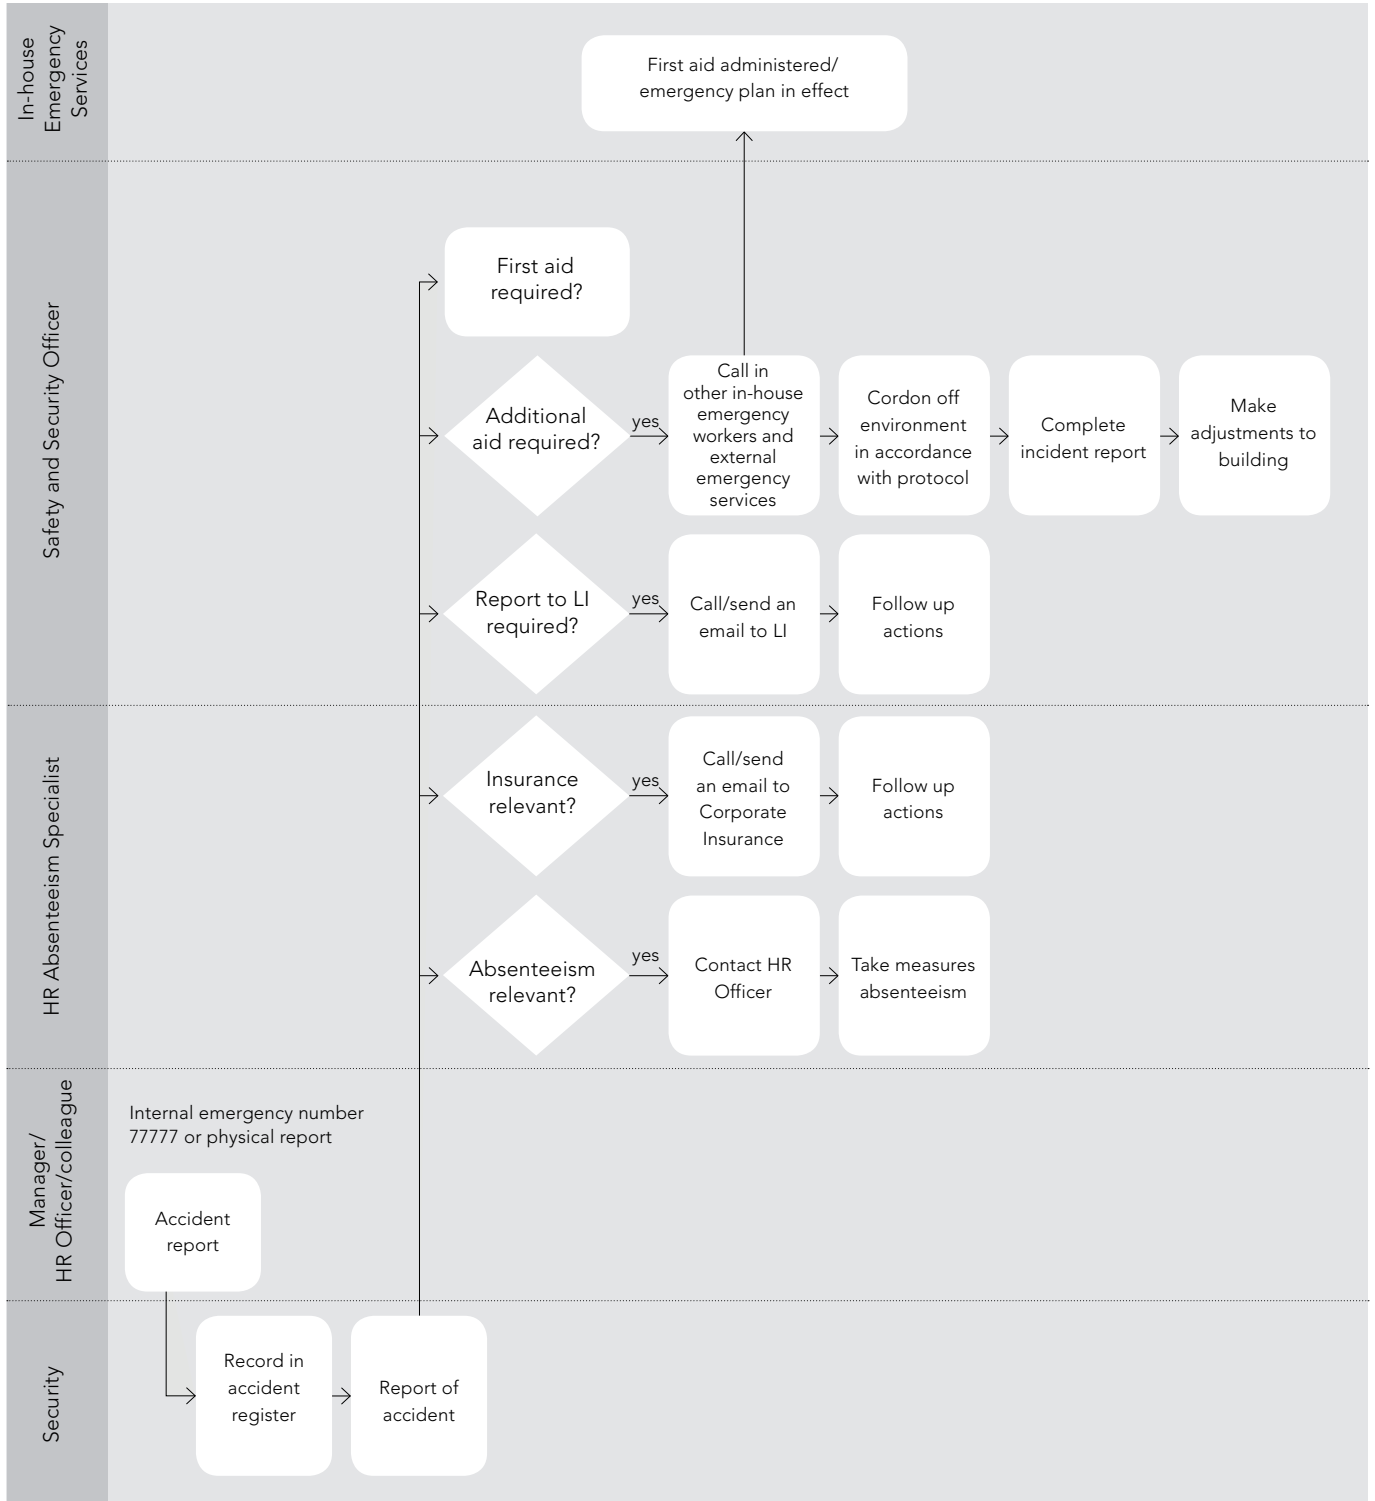 In-house
Emergency
Services
First aid administered/
emergency plan in effect
Safety and Security Officer
First aid
required?
Additional
aid required?
yes
Call in
other in-house
emergency
workers and
external
emergency
services
Cordon off
environment
in accordance
with protocol
Complete
incident report
Make
adjustments to
building
Report to LI
required?
yes
Call/send an
email to LI
Follow up
actions
HR Absenteeism Specialist
Insurance
relevant?
yes
Call/send
an email to
Corporate
Insurance
Follow up
actions
Absenteeism
relevant?
yes
Contact HR
Officer
Take measures
absenteeism
Manager/
HR Officer/colleague
Internal emergency number
77777 or physical report
Accident
report
Security
Record in
accident
register
Report of
accident